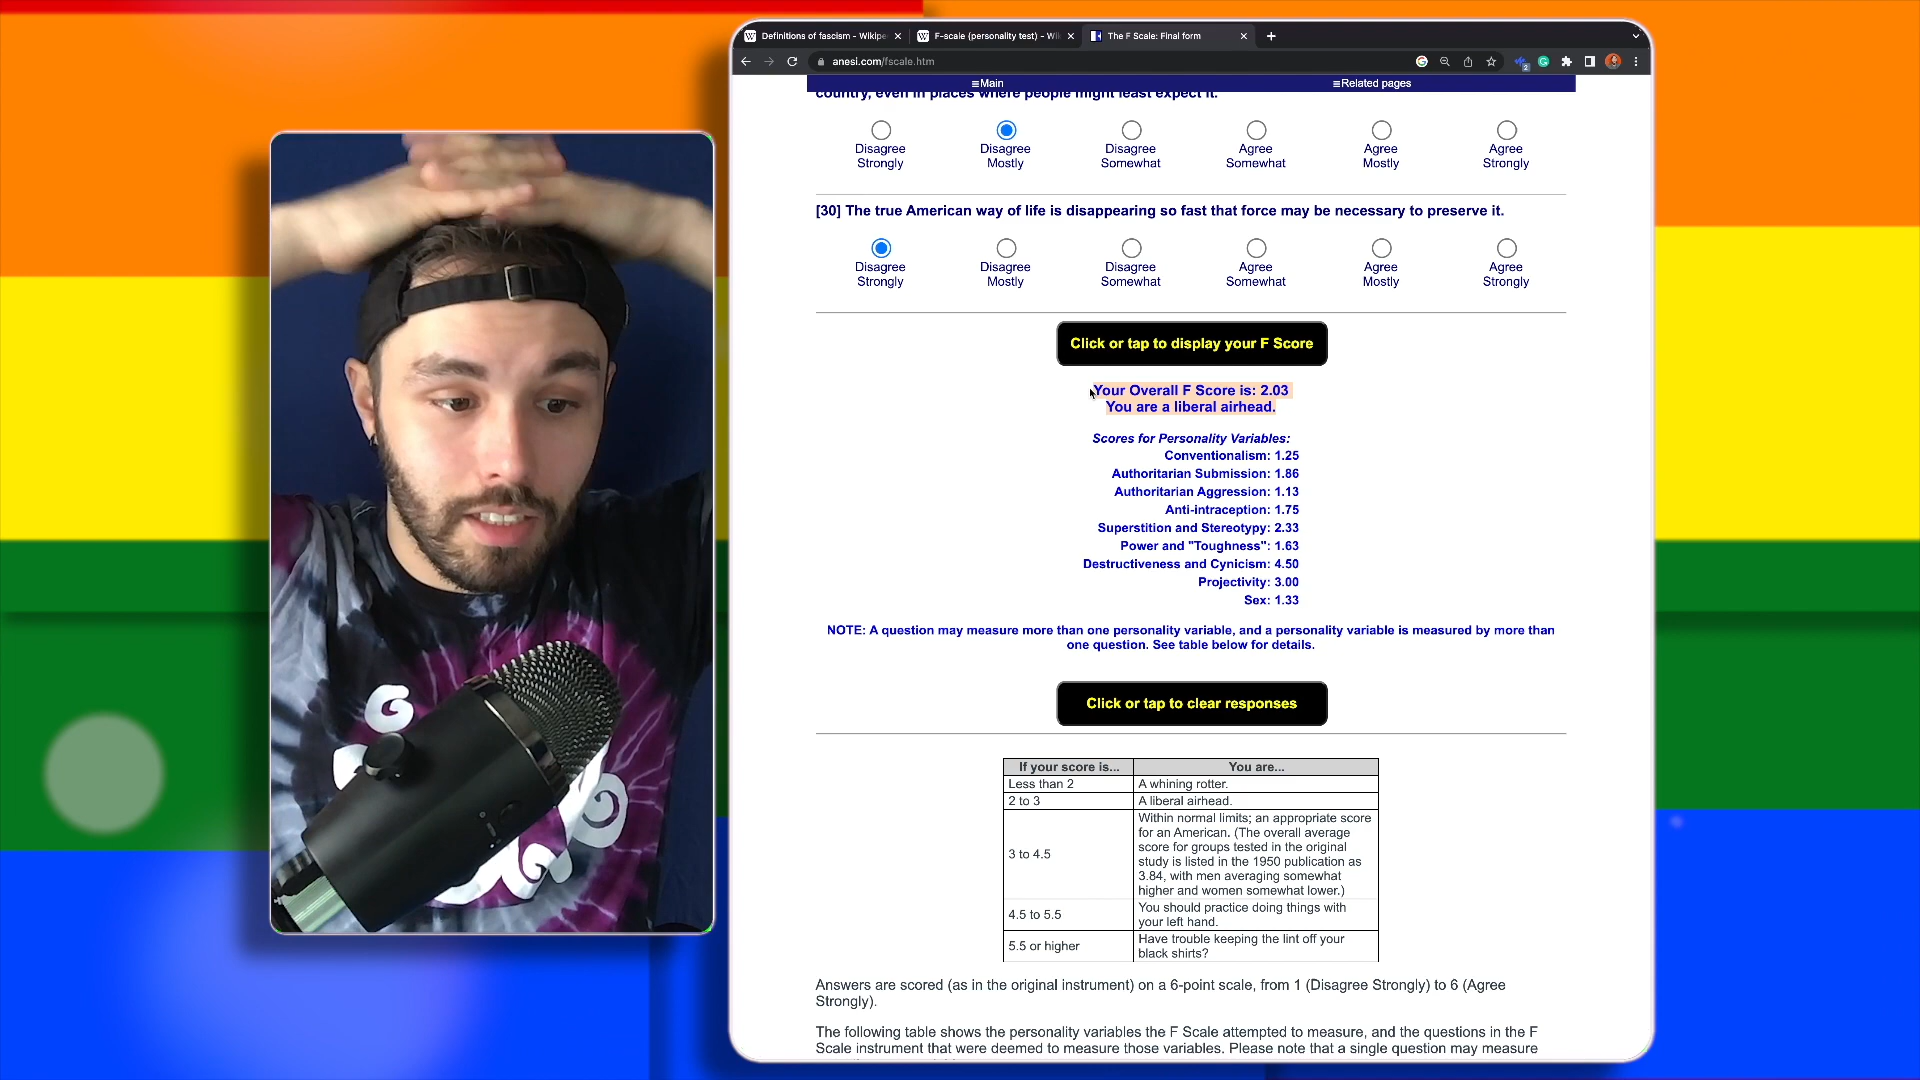 Definitions of fascism - Wikipe
F-scale (personality test) - Wi
The F Scale: Final form
anesi.com/fscale.htm
2
≡Main
≡Related pages
country, even in places where people might least expect it.
Disagree Strongly
Disagree Mostly
Disagree Somewhat
Agree Somewhat
Agree Mostly
Agree Strongly
[30] The true American way of life is disappearing so fast that force may be necessary to preserve it.
Disagree Strongly
Disagree Mostly
Disagree Somewhat
Agree Somewhat
Agree Mostly
Agree Strongly
Click or tap to display your F Score
Your Overall F Score is: 2.03
You are a liberal airhead.
Scores for Personality Variables:
Conventionalism: 1.25
Authoritarian Submission: 1.86
Authoritarian Aggression: 1.13
Anti-intraception: 1.75
Superstition and Stereotypy: 2.33
Power and "Toughness": 1.63
Destructiveness and Cynicism: 4.50
Projectivity: 3.00
Sex: 1.33
NOTE: A question may measure more than one personality variable, and a personality variable is measured by more than
one question. See table below for details.
Click or tap to clear responses
If your score is... You are...
Less than 2 A whining rotter.
2 to 3 A liberal airhead.
3 to 4.5 Within normal limits; an appropriate score
for an American. (The overall average
score for groups tested in the original
study is listed in the 1950 publication as
3.84, with men averaging somewhat
higher and women somewhat lower.)
4.5 to 5.5 You should practice doing things with
your left hand.
5.5 or higher Have trouble keeping the lint off your
black shirts?
Answers are scored (as in the original instrument) on a 6-point scale, from 1 (Disagree Strongly) to 6 (Agree
Strongly).
The following table shows the personality variables the F Scale attempted to measure, and the questions in the F
Scale instrument that were deemed to measure those variables. Please note that a single question may measure